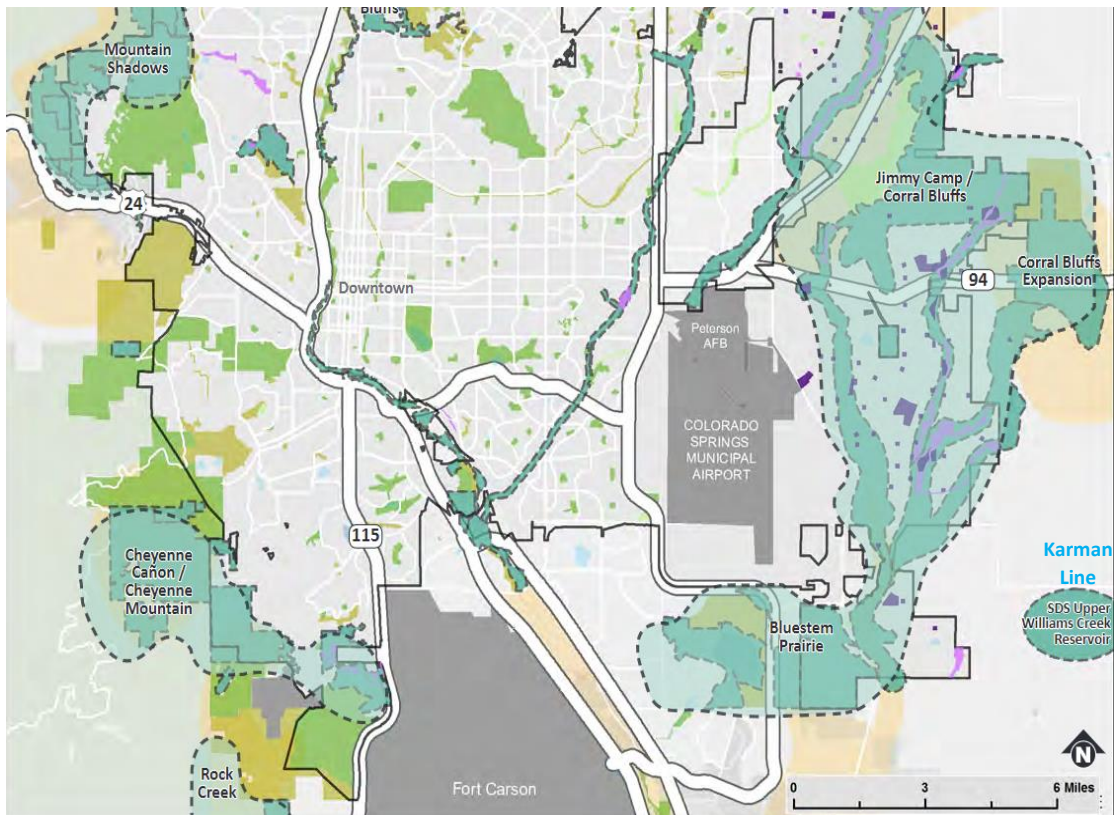 Bluffs
Mountain
Shadows
24
Downtown
Jimmy Camp /
Corral Bluffs
Corral Bluffs
Expansion
94
Peterson
AFB
COLORADO
SPRINGS
MUNICIPAL
AIRPORT
115
Cheyenne
Cañon /
Cheyenne
Mountain
Karman
Line
SDS Upper
Williams Creek
Reservoir
Bluestem
Prairie
Rock
Creek
Fort Carson
N
0 3 6 Miles